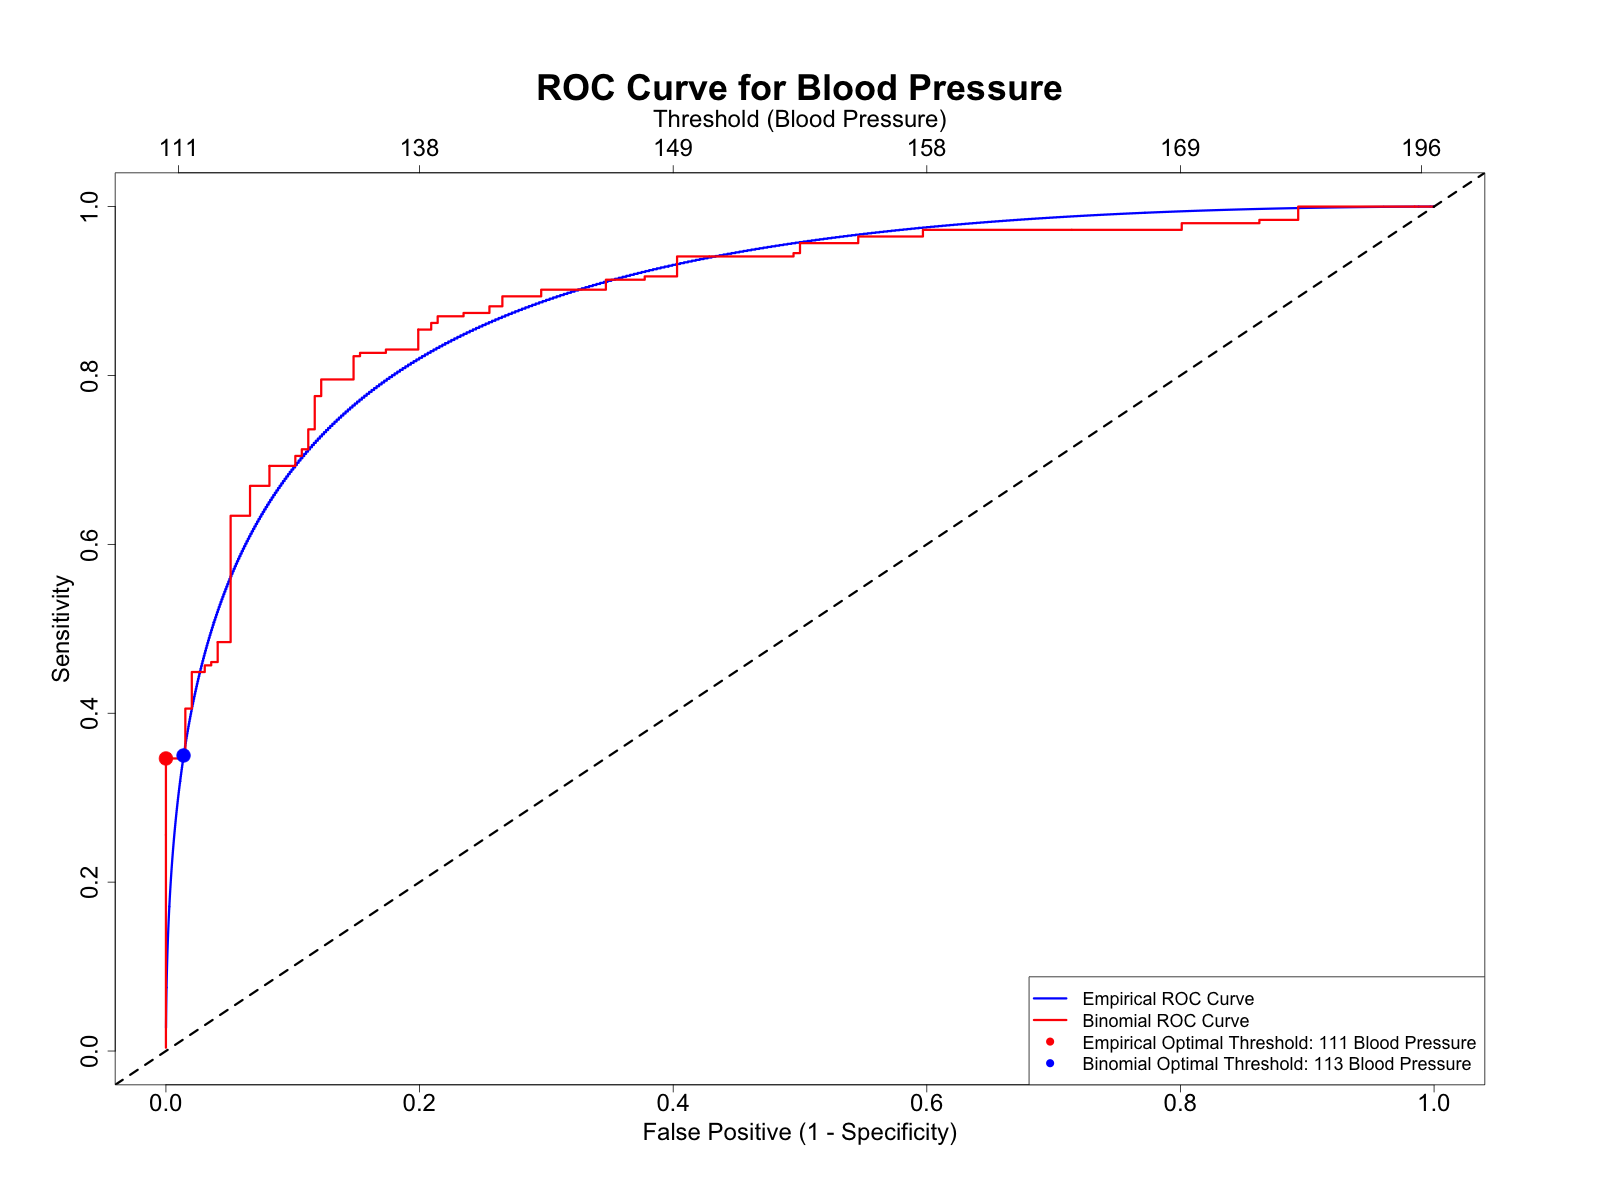 ROC Curve for Blood Pressure
Threshold (Blood Pressure)
111 138 149 158 169 196
Sensitivity
1.0
0.8
0.6
0.4
0.2
0.0
Empirical ROC Curve
Binomial ROC Curve
Empirical Optimal Threshold: 111 Blood Pressure
Binomial Optimal Threshold: 113 Blood Pressure
0.0 0.2 0.4 0.6 0.8 1.0
False Positive (1 - Specificity)